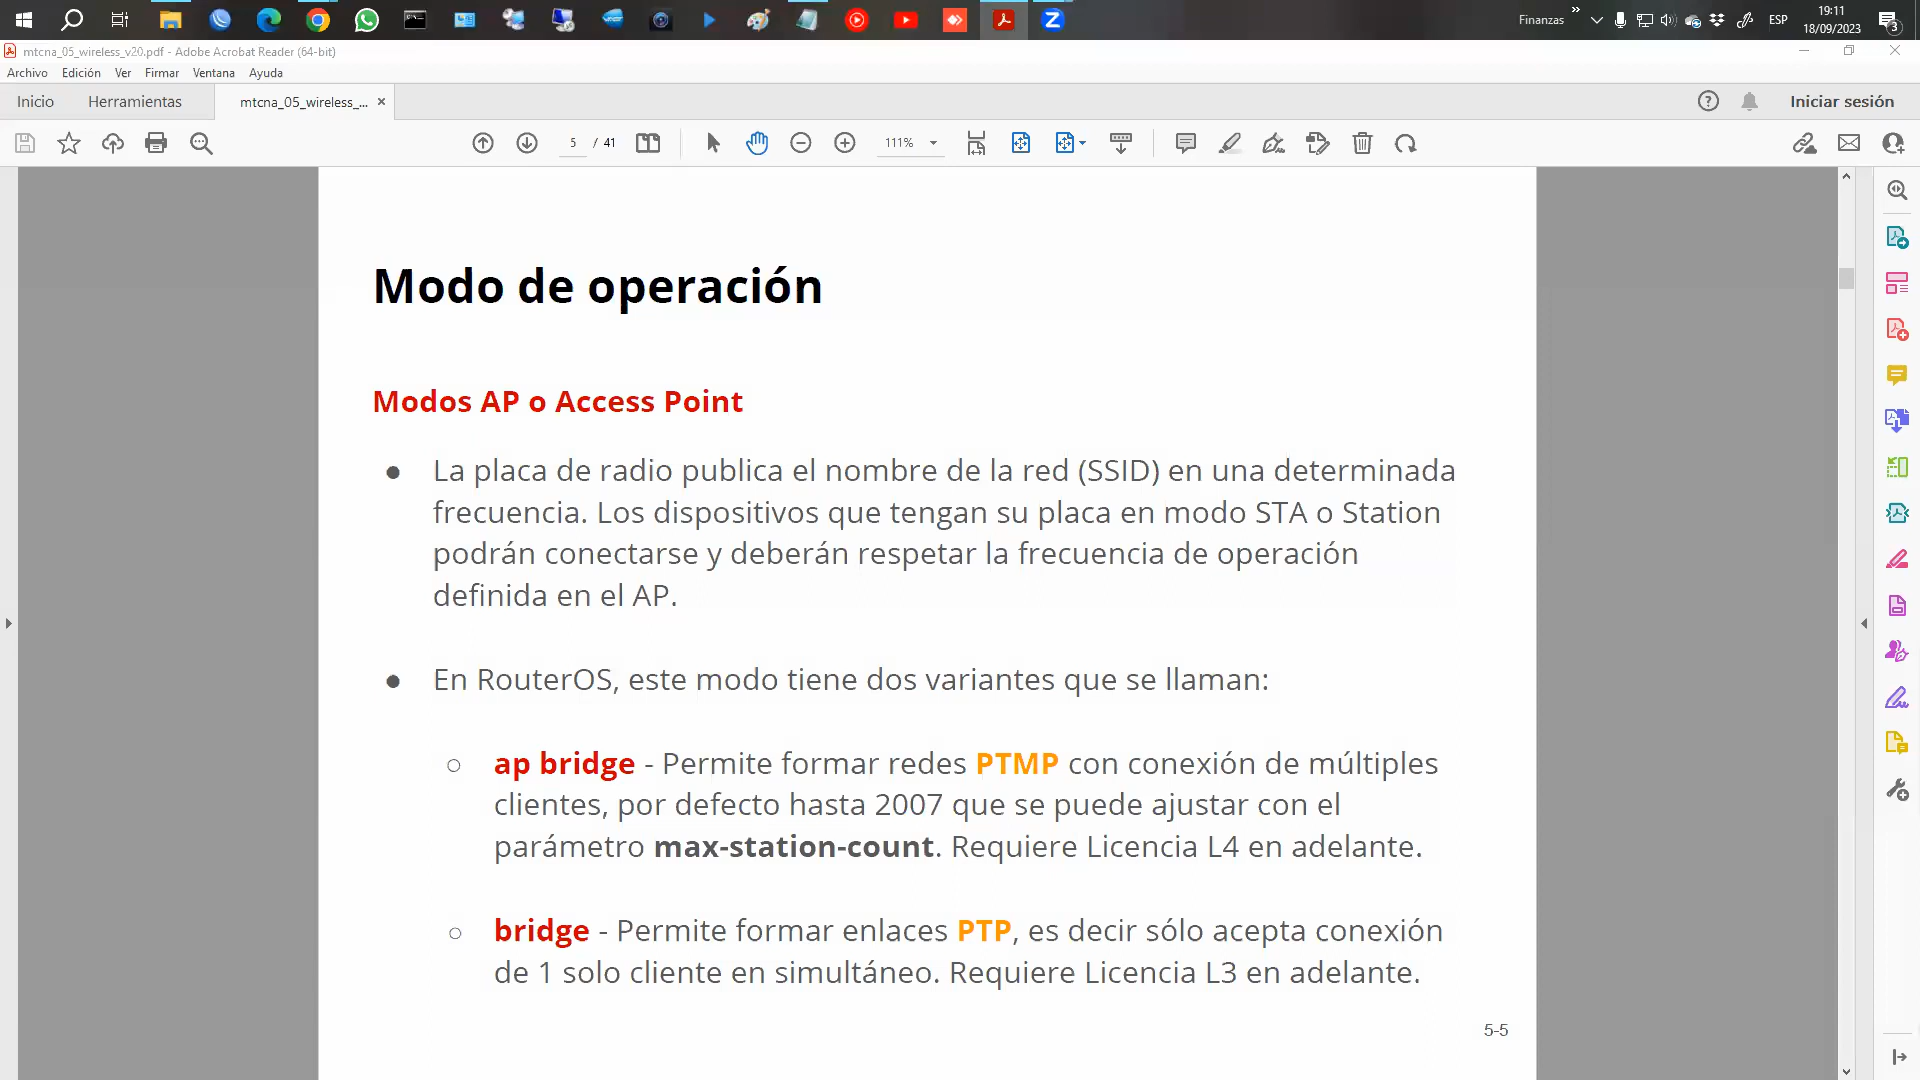 Finanzas
»
ESP
19:11
18/09/2023
3
mtcna_05_wireless_v20.pdf - Adobe Acrobat Reader (64-bit)
Archivo Edición Ver Firmar Ventana Ayuda
Inicio Herramientas mtcna_05_wireless_... × Iniciar sesión
5 / 41 111%
Modo de operación
Modos AP o Access Point
● La placa de radio publica el nombre de la red (SSID) en una determinada
frecuencia. Los dispositivos que tengan su placa en modo STA o Station
podrán conectarse y deberán respetar la frecuencia de operación
definida en el AP.
● En RouterOS, este modo tiene dos variantes que se llaman:
○ ap bridge - Permite formar redes PTMP con conexión de múltiples
clientes, por defecto hasta 2007 que se puede ajustar con el
parámetro max-station-count. Requiere Licencia L4 en adelante.
○ bridge - Permite formar enlaces PTP, es decir sólo acepta conexión
de 1 solo cliente en simultáneo. Requiere Licencia L3 en adelante.
5-5